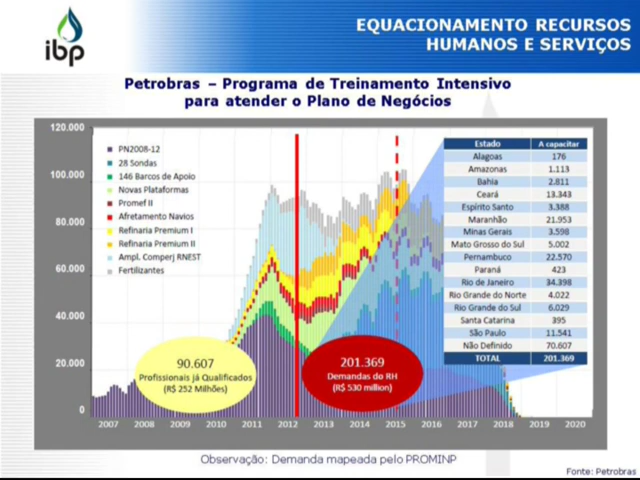 ibp
EQUACIONAMENTO RECURSOS
HUMANOS E SERVIÇOS
Petrobras – Programa de Treinamento Intensivo
para atender o Plano de Negócios
120.000
100.000
80.000
60.000
40.000
20.000
0
PN2008-12
28 Sondas
146 Barcos de Apoio
Novas Plataformas
Promef II
Afretamento Navios
Refinaria Premium I
Refinaria Premium II
Ampl. Comperj RNEST
Fertilizantes
Estado A capacitar
Alagoas 176
Amazonas 1.113
Bahia 2.811
Ceará 13.343
Espirito Santo 3.388
Maranhão 21.953
Minas Gerais 3.598
Mato Grosso do Sul 5.002
Pernambuco 22.570
Paraná 423
Rio de Janeiro 34.398
Rio Grande do Norte 4.022
Rio Grande do Sul 6.029
Santa Catarina 395
São Paulo 11.541
Não Definido 70.607
TOTAL 201.369
90.607
Profissionais já Qualificados
(R$ 252 Milhões)
201.369
Demandas do RH
(R$ 530 million)
2007 2008 2009 2010 2011 2012 2013 2014 2015 2016 2017 2018 2019 2020
Observação: Demanda mapeada pelo PROMINP
Fonte: Petrobras